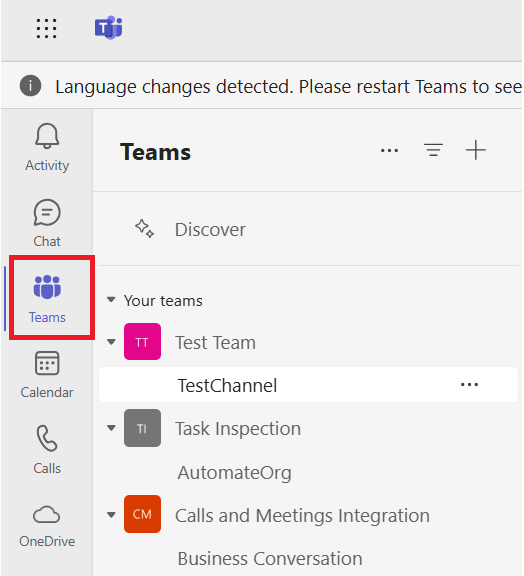 Language changes detected. Please restart Teams to see
Activity
Chat
Teams
Calendar
Calls
OneDrive
Teams
Discover
Your teams
TT Test Team
TestChannel
TI Task Inspection
AutomateOrg
CM Calls and Meetings Integration
Business Conversation